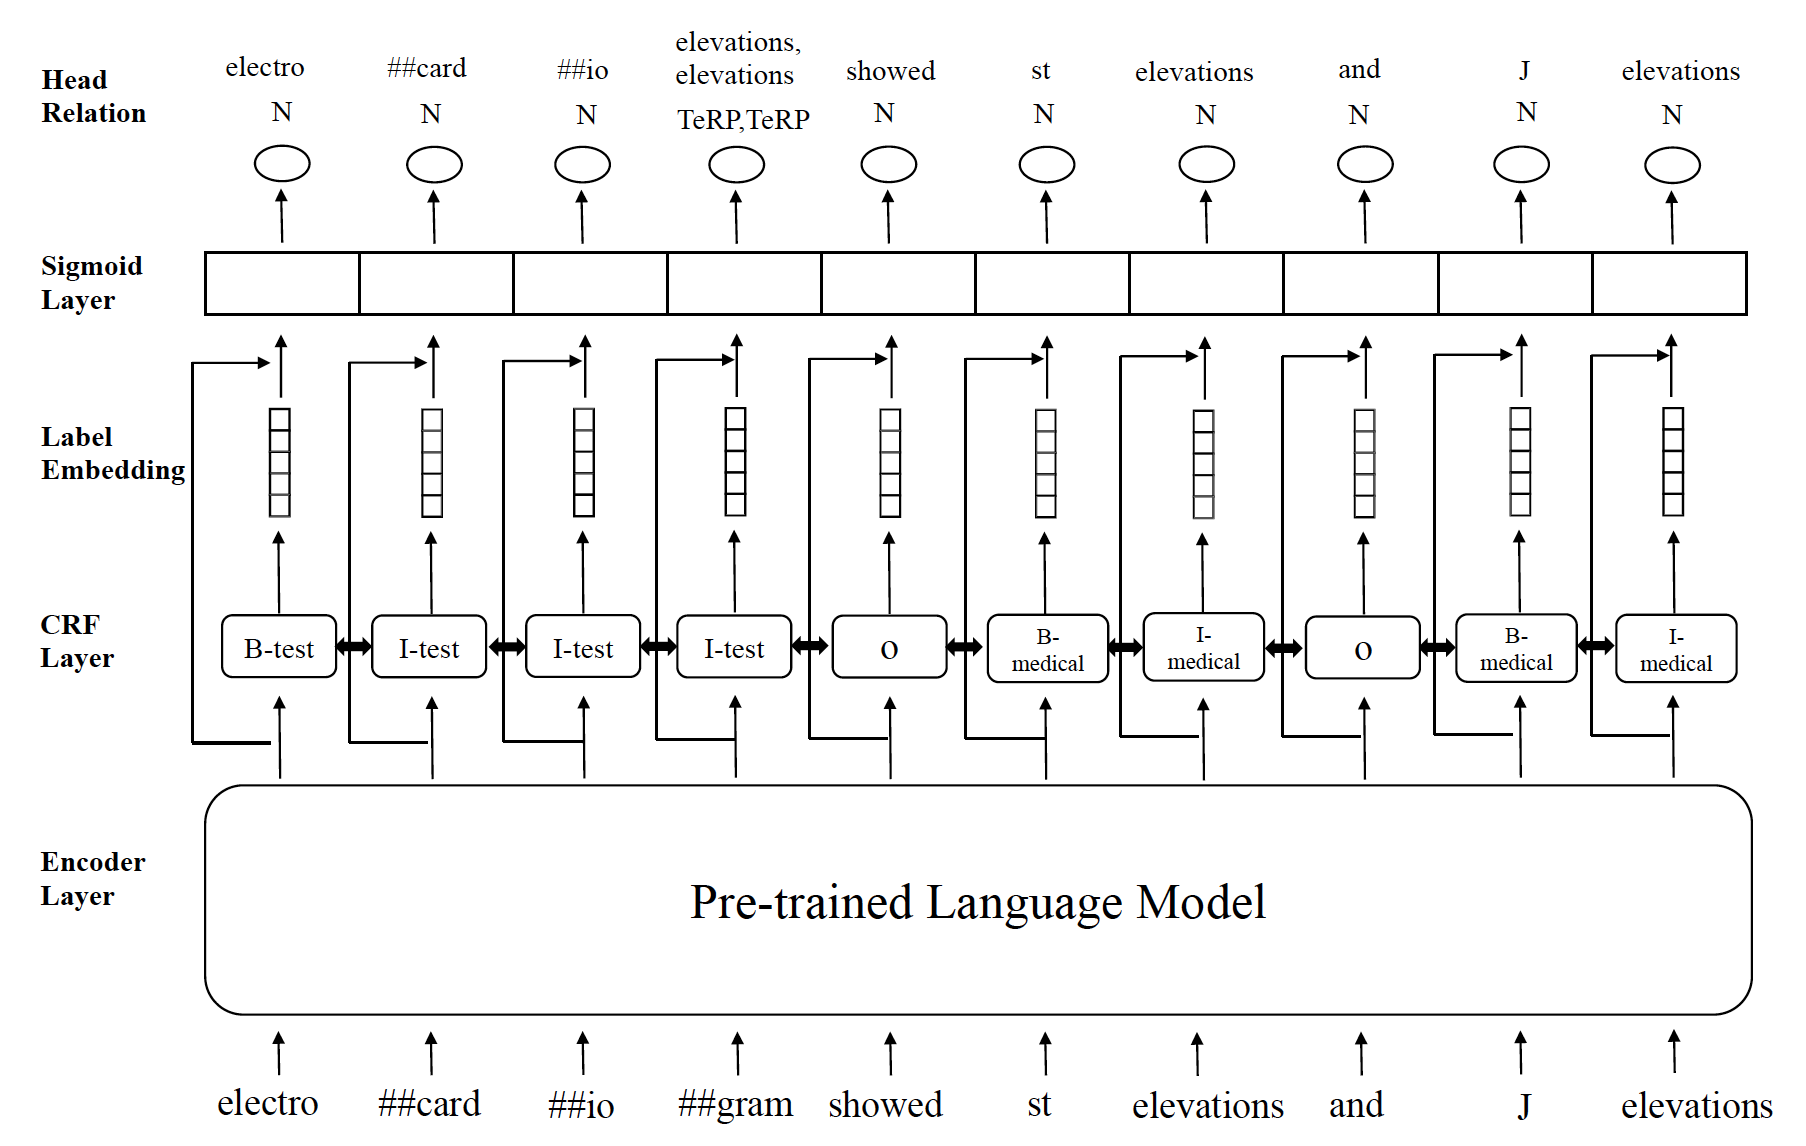 Head
Relation
electro ##card ##io elevations, elevations showed st elevations and J elevations
N N N TeRP,TeRP N N N N N N
Sigmoid
Layer
Label
Embedding
CRF
Layer
B-test I-test I-test I-test O B-medical I-medical O B-medical I-medical
Encoder
Layer
Pre-trained Language Model
electro ##card ##io ##gram showed st elevations and J elevations